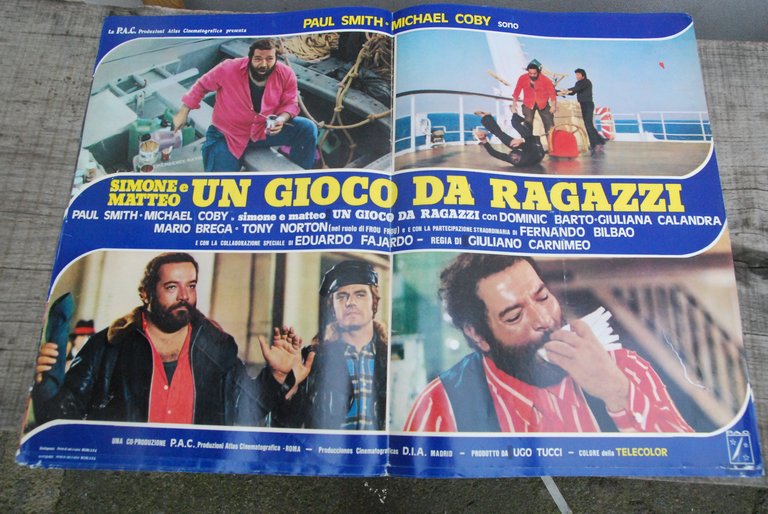 PAUL SMITH • MICHAEL COBY sono
La P.A.C. Produzioni Atlas Cinematografica presenta
SIMONE e MATTEO UN GIOCO DA RAGAZZI
PAUL SMITH • MICHAEL COBY in simone e matteo UN GIOCO DA RAGAZZI con DOMINIC BARTO • GIULIANA CALANDRA
MARIO BREGA • TONY NORTON (nel ruolo di FROU FROU) e e CON LA PARTECIPAZIONE STRAORDINARIA DI FERNANDO BILBAO
E CON LA COLLABORAZIONE SPECIALE DI EDUARDO FAJARDO — REGIA DI GIULIANO CARNÍMEO
UNA CO-PRODUZIONE P.A.C. Produzioni Atlas Cinematografica - ROMA — Producciones Cinematográficas D.I.A. MADRID — PRODOTTO DA UGO TUCCI — COLORE della TELECOLOR